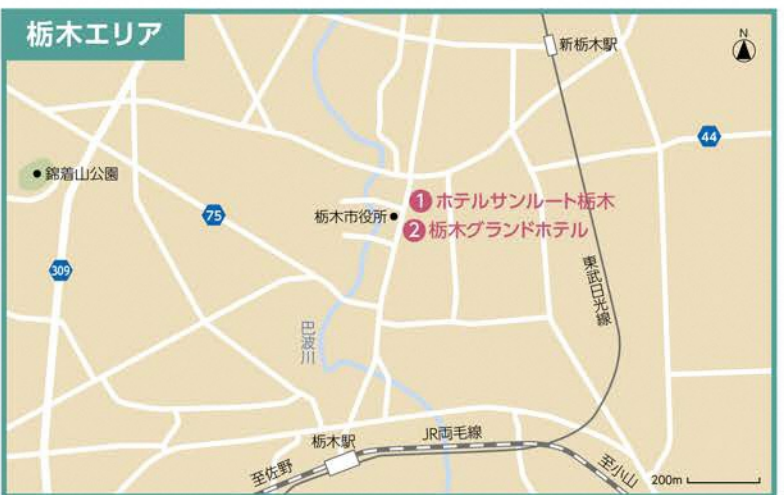 栃木エリア
新栃木駅
N
44
錦着山公園
❶ホテルサンルート栃木
栃木市役所
75
❷栃木グランドホテル
309
東武日光線
巴波川
栃木駅
JR両毛線
至佐野
至小山
200m